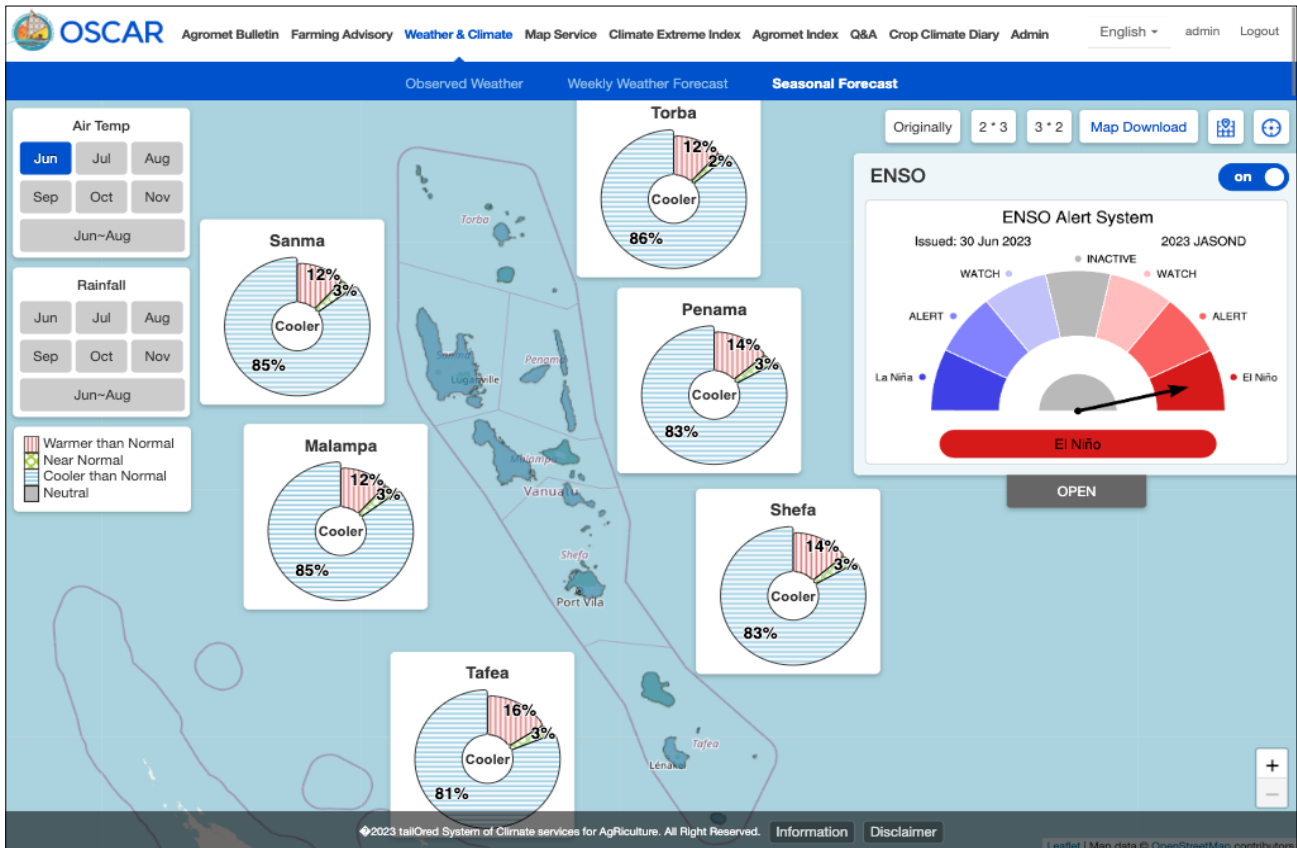 OSCAR
Agromet Bulletin Farming Advisory Weather & Climate Map Service Climate Extreme Index Agromet Index Q&A Crop Climate Diary Admin
English admin Logout
Observed Weather Weekly Weather Forecast Seasonal Forecast
Air Temp
Jun Jul Aug
Sep Oct Nov
Jun~Aug
Rainfall
Jun Jul Aug
Sep Oct Nov
Jun~Aug
Warmer than Normal
Near Normal
Cooler than Normal
Neutral
Torba
12%
2%
Cooler
86%
Sanma
12%
3%
Cooler
85%
Penama
14%
3%
Cooler
83%
Malampa
12%
3%
Cooler
85%
Shefa
14%
3%
Cooler
83%
Tafea
16%
3%
Cooler
81%
Torba
Sanma
Luganville
Penama
Malampa
Vanuatu
Shefa
Port Vila
Tafea
Lénakel
Originally 2 * 3 3 * 2 Map Download
ENSO
on
ENSO Alert System
Issued: 30 Jun 2023 2023 JASOND
INACTIVE
WATCH WATCH
ALERT ALERT
La Niña El Niño
El Niño
OPEN
+
−
�2023 tailOred System of Climate services for AgRiculture. All Right Reserved. Information Disclaimer
Leaflet | Map data © OpenStreetMap contributors